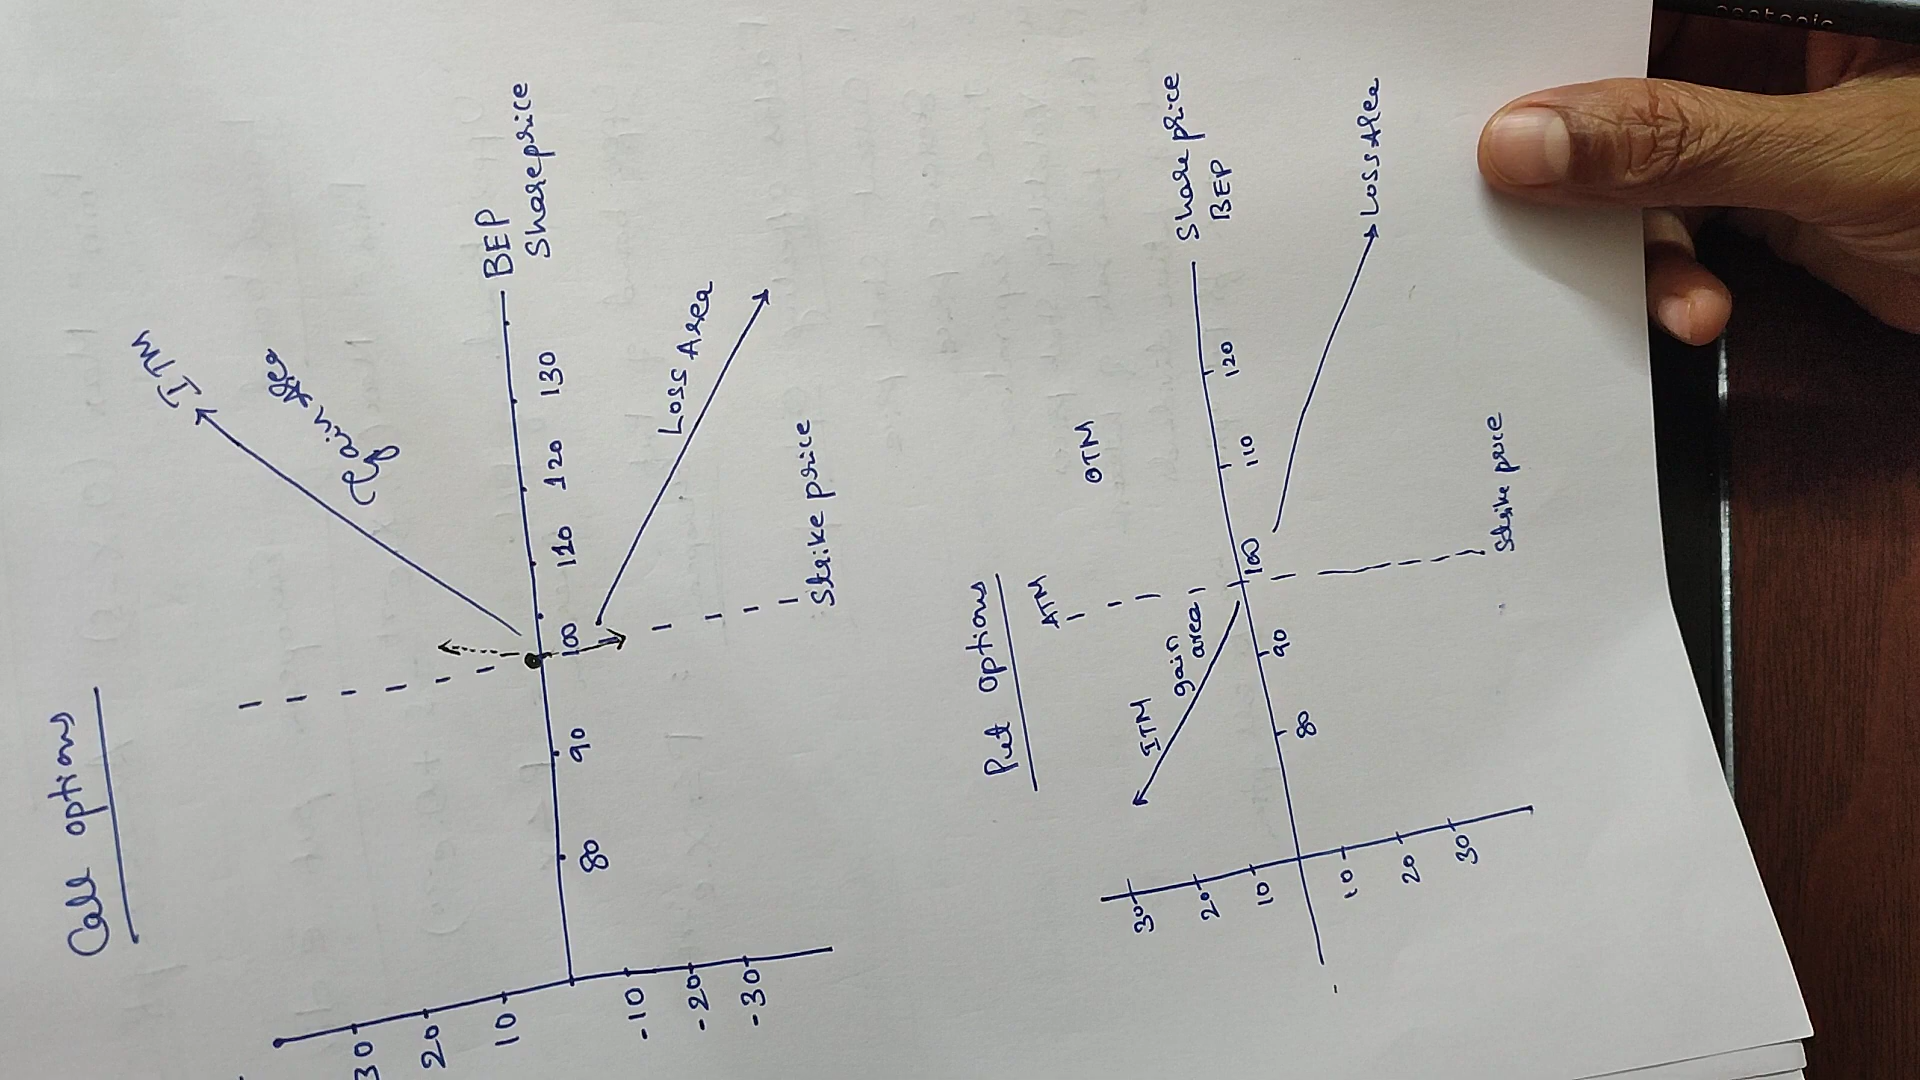 Call options
ITM
Gain Area
30
20
10
-10
-20
-30
80
90
100
110
120
130
BEP
Share price
Loss Area
Strike price
Put Options
ATM
OTM
ITM
gain
area
30
20
10
10
20
30
80
90
100
110
120
Share price
BEP
Loss Area
Strike price